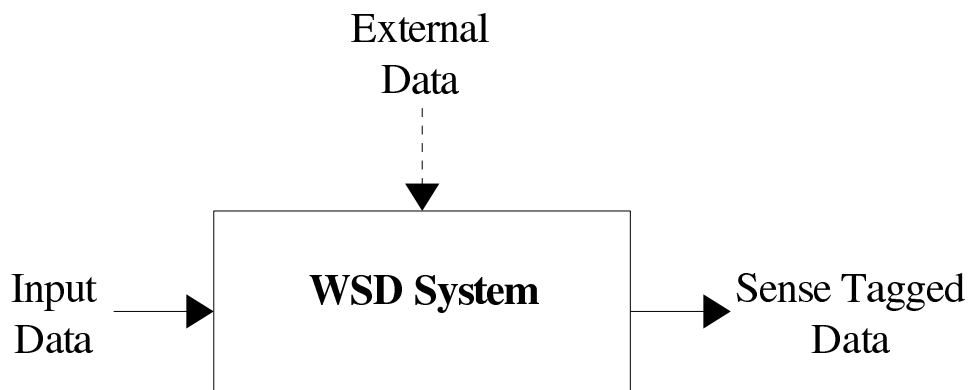 External
Data
WSD System
Input
Data
Sense Tagged
Data